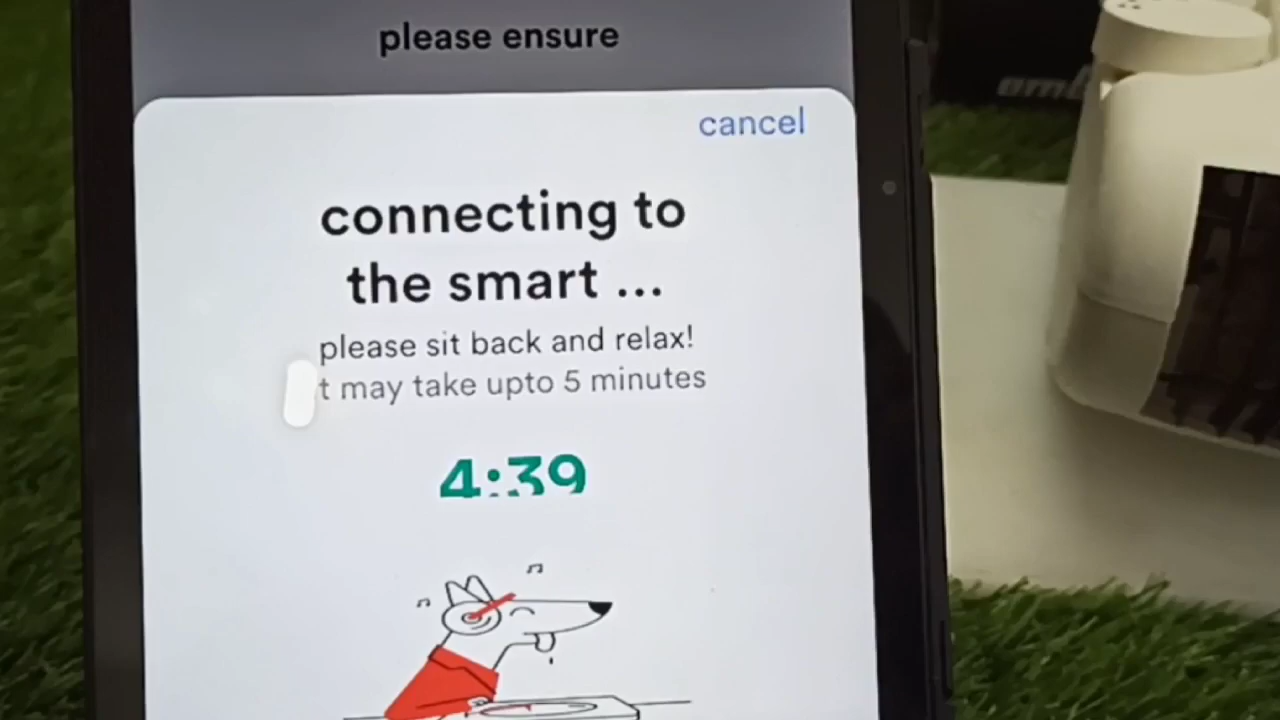 please ensure
cancel
connecting to
the smart ...
please sit back and relax!
t may take upto 5 minutes
4:39